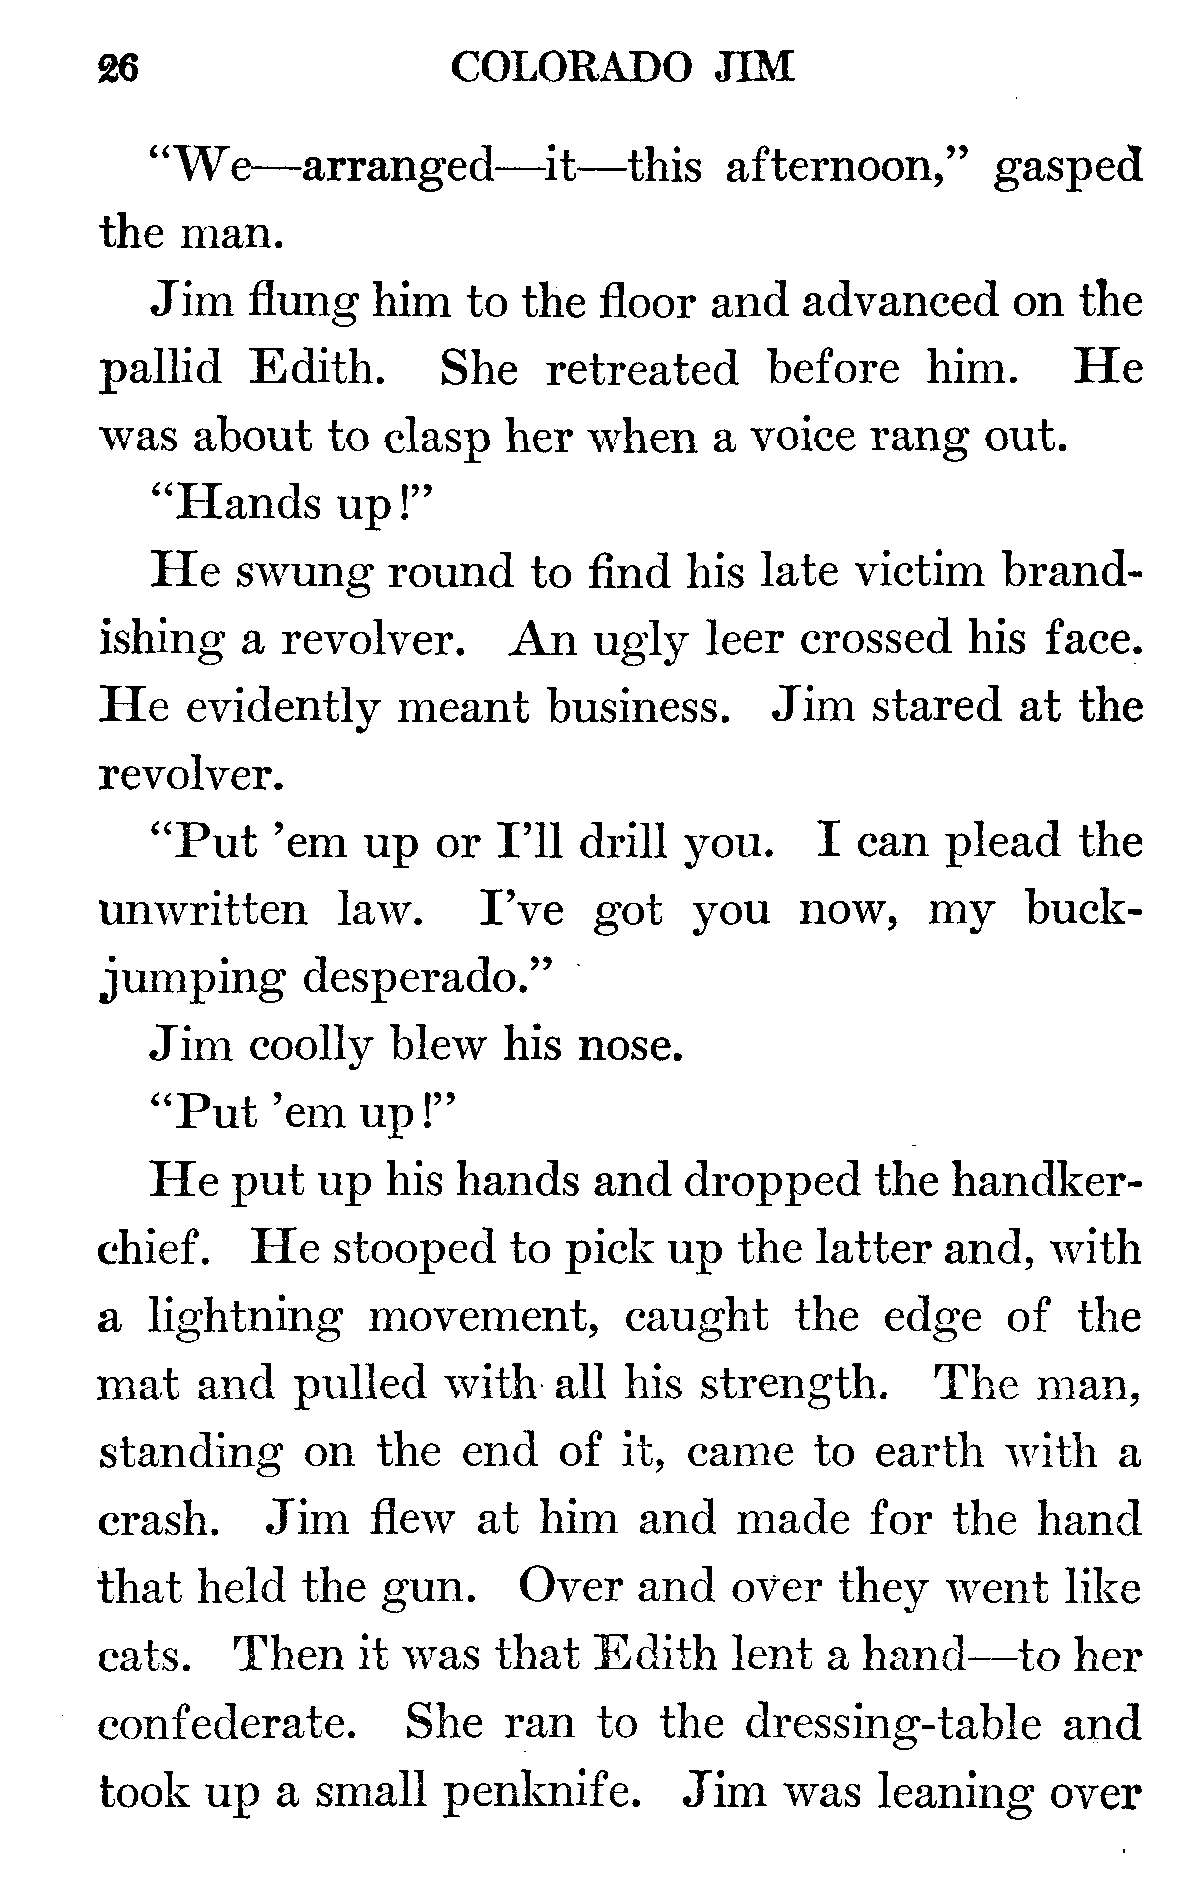 26 COLORADO JIM
“We—arranged—it—this afternoon,” gasped
the man.
Jim flung him to the floor and advanced on the
pallid Edith. She retreated before him. He
was about to clasp her when a voice rang out.
“Hands up!”
He swung round to find his late victim brand-
ishing a revolver. An ugly leer crossed his face.
He evidently meant business. Jim stared at the
revolver.
“Put ’em up or I’ll drill you. I can plead the
unwritten law. I’ve got you now, my buck-
jumping desperado.”
Jim coolly blew his nose.
“Put ’em up!”
He put up his hands and dropped the handker-
chief. He stooped to pick up the latter and, with
a lightning movement, caught the edge of the
mat and pulled with all his strength. The man,
standing on the end of it, came to earth with a
crash. Jim flew at him and made for the hand
that held the gun. Over and over they went like
cats. Then it was that Edith lent a hand—to her
confederate. She ran to the dressing-table and
took up a small penknife. Jim was leaning over